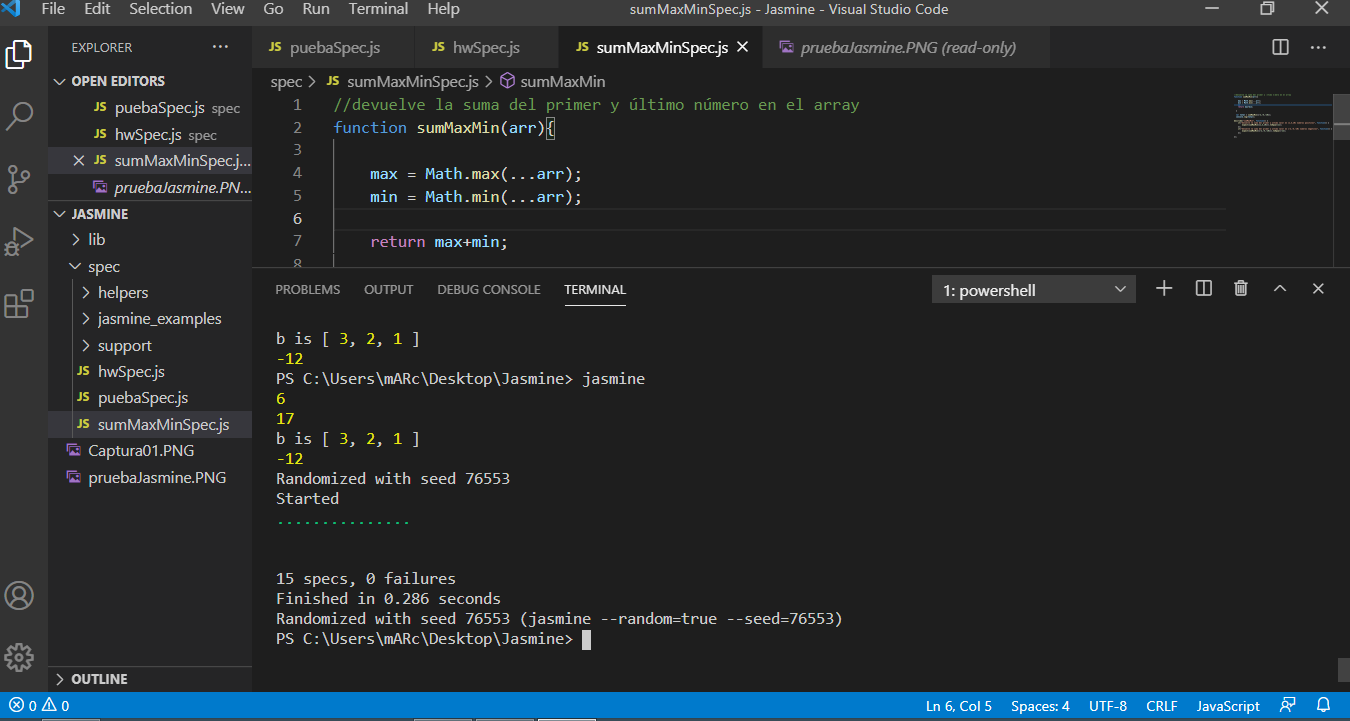 File Edit Selection View Go Run Terminal Help sumMaxMinSpec.js - Jasmine - Visual Studio Code
EXPLORER ...
OPEN EDITORS
puebaSpec.js spec
hwSpec.js spec
sumMaxMinSpec.j...
pruebaJasmine.PN...
JASMINE
lib
spec
helpers
jasmine_examples
support
JS hwSpec.js
JS puebaSpec.js
JS sumMaxMinSpec.js
Captura01.PNG
pruebaJasmine.PNG
OUTLINE
JS puebaSpec.js JS hwSpec.js JS sumMaxMinSpec.js pruebaJasmine.PNG (read-only) ...
spec > JS sumMaxMinSpec.js > sumMaxMin
1 //devuelve la suma del primer y último número en el array
2 function sumMaxMin(arr){
3
4 max = Math.max(...arr);
5 min = Math.min(...arr);
6
7 return max+min;
8
PROBLEMS OUTPUT DEBUG CONSOLE TERMINAL 1: powershell
b is [ 3, 2, 1 ]
-12
PS C:\Users\mARc\Desktop\Jasmine> jasmine
6
17
b is [ 3, 2, 1 ]
-12
Randomized with seed 76553
Started
...............
15 specs, 0 failures
Finished in 0.286 seconds
Randomized with seed 76553 (jasmine --random=true --seed=76553)
PS C:\Users\mARc\Desktop\Jasmine>
0 0 Ln 6, Col 5 Spaces: 4 UTF-8 CRLF JavaScript